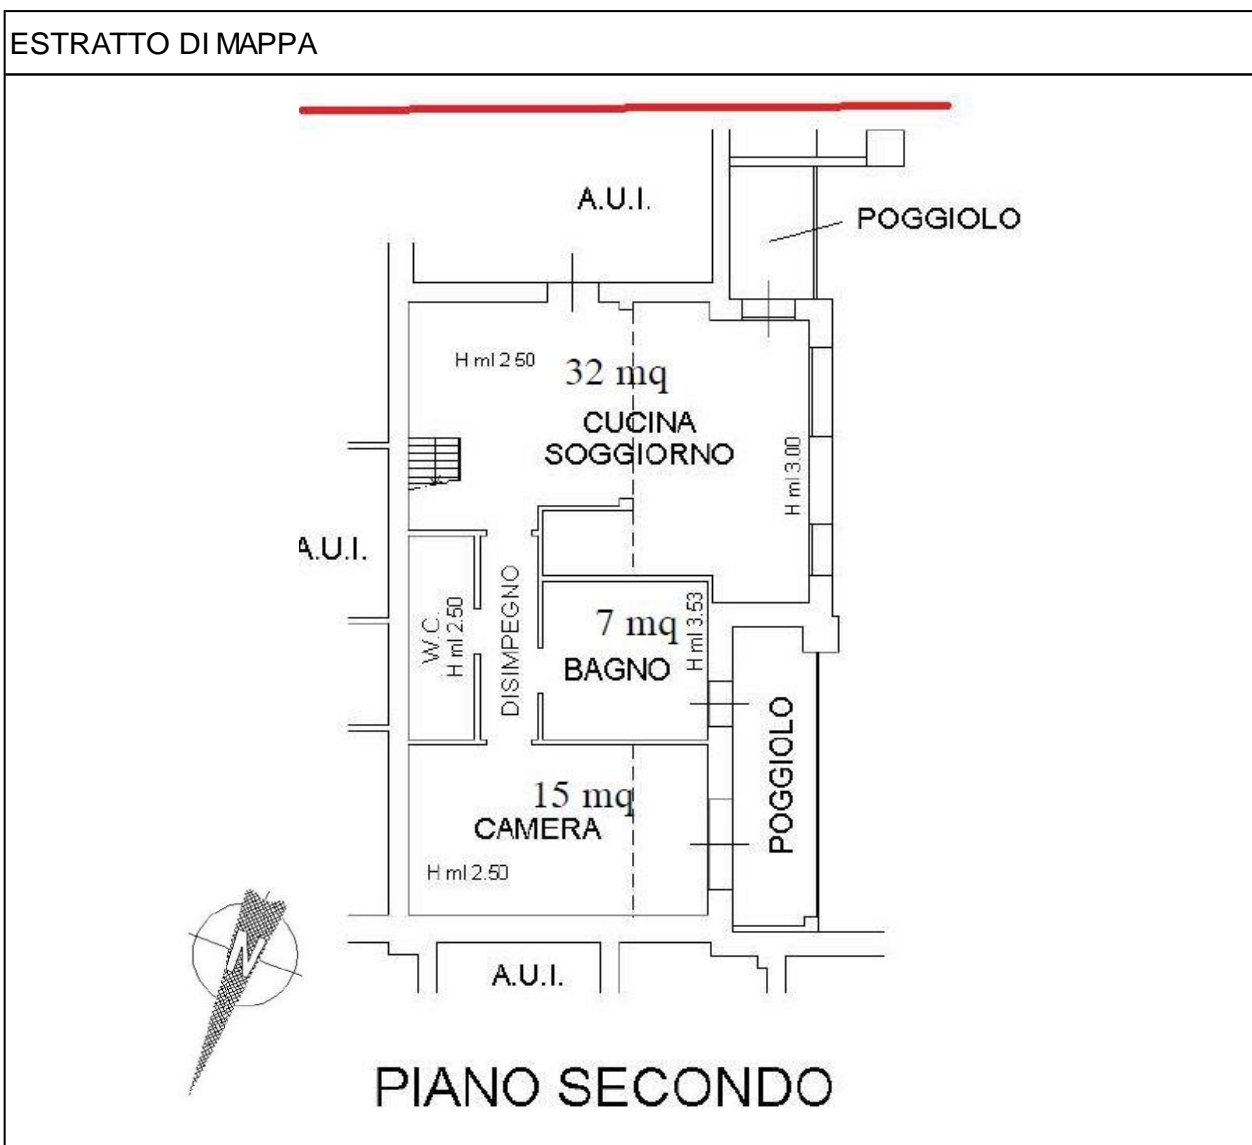 ESTRATTO DI MAPPA
A.U.I.
POGGIOLO
H ml 2 50
32 mq
CUCINA
SOGGIORNO
H ml 3.00
A.U.I.
W.C.
H ml 2.50
DISIMPEGNO
7 mq
BAGNO
H ml 3.53
POGGIOLO
15 mq
CAMERA
H ml 2.50
N
A.U.I.
PIANO SECONDO